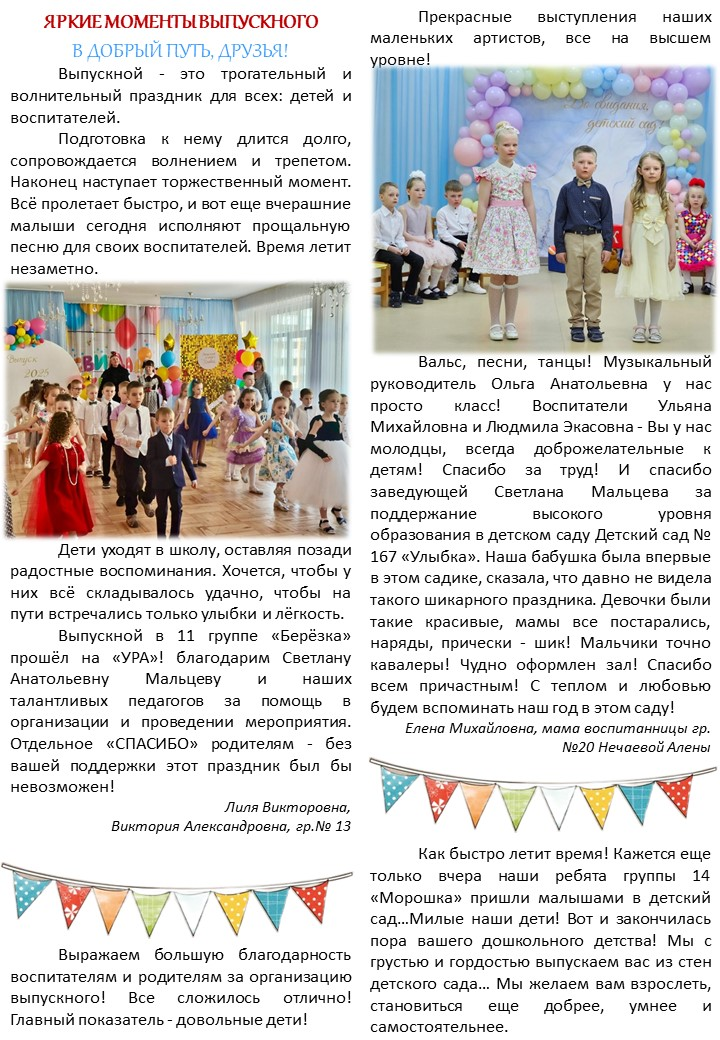 ЯРКИЕ МОМЕНТЫ ВЫПУСКНОГО
В ДОБРЫЙ ПУТЬ, ДРУЗЬЯ!
Выпускной - это трогательный и
волнительный праздник для всех: детей и
воспитателей.
Подготовка к нему длится долго,
сопровождается волнением и трепетом.
Наконец наступает торжественный момент.
Всё пролетает быстро, и вот еще вчерашние
малыши сегодня исполняют прощальную
песню для своих воспитателей. Время летит
незаметно.
Выпуск
2025
Дети уходят в школу, оставляя позади
радостные воспоминания. Хочется, чтобы у
них всё складывалось удачно, чтобы на
пути встречались только улыбки и лёгкость.
Выпускной в 11 группе «Берёзка»
прошёл на «УРА»! благодарим Светлану
Анатольевну Мальцеву и наших
талантливых педагогов за помощь в
организации и проведении мероприятия.
Отдельное «СПАСИБО» родителям - без
вашей поддержки этот праздник был бы
невозможен!
Лиля Викторовна,
Виктория Александровна, гр.№ 13
Выражаем большую благодарность
воспитателям и родителям за организацию
выпускного! Все сложилось отлично!
Главный показатель - довольные дети!
Прекрасные выступления наших
маленьких артистов, все на высшем
уровне!
До свидания,
детский сад!
Вальс, песни, танцы! Музыкальный
руководитель Ольга Анатольевна у нас
просто класс! Воспитатели Ульяна
Михайловна и Людмила Экасовна - Вы у нас
молодцы, всегда доброжелательные к
детям! Спасибо за труд! И спасибо
заведующей Светлана Мальцева за
поддержание высокого уровня
образования в детском саду Детский сад №
167 «Улыбка». Наша бабушка была впервые
в этом садике, сказала, что давно не видела
такого шикарного праздника. Девочки были
такие красивые, мамы все постарались,
наряды, прически - шик! Мальчики точно
кавалеры! Чудно оформлен зал! Спасибо
всем причастным! С теплом и любовью
будем вспоминать наш год в этом саду!
Елена Михайловна, мама воспитанницы гр.
№20 Нечаевой Алены
Как быстро летит время! Кажется еще
только вчера наши ребята группы 14
«Морошка» пришли малышами в детский
сад…Милые наши дети! Вот и закончилась
пора вашего дошкольного детства! Мы с
грустью и гордостью выпускаем вас из стен
детского сада… Мы желаем вам взрослеть,
становиться еще добрее, умнее и
самостоятельнее.